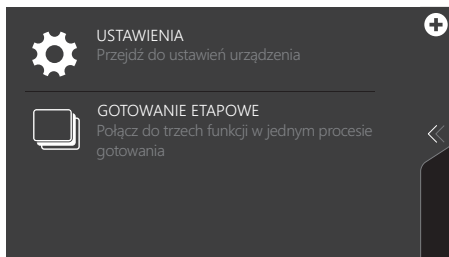 USTAWIENIA
Przejdź do ustawień urządzenia
GOTOWANIE ETAPOWE
Połącz do trzech funkcji w jednym procesie
gotowania